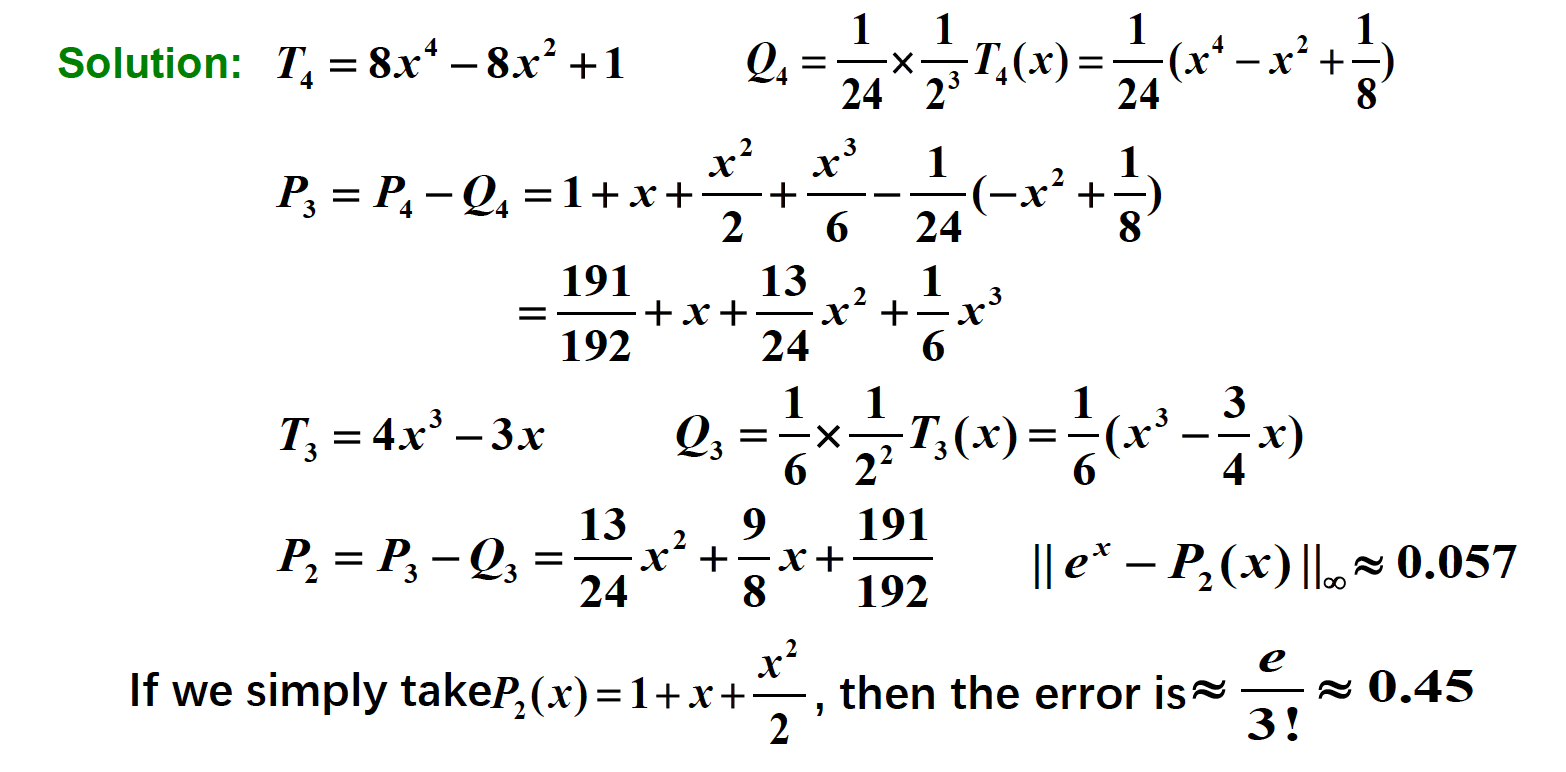 Solution: T₄ = 8x⁴ − 8x² + 1    Q₄ = 1/24 × 1/2³ T₄(x) = 1/24 (x⁴ − x² + 1/8)
P₃ = P₄ − Q₄ = 1 + x + x²/2 + x³/6 − 1/24 (−x² + 1/8)
= 191/192 + x + 13/24 x² + 1/6 x³
T₃ = 4x³ − 3x    Q₃ = 1/6 × 1/2² T₃(x) = 1/6 (x³ − 3/4 x)
P₂ = P₃ − Q₃ = 13/24 x² + 9/8 x + 191/192    || eˣ − P₂(x) ||∞ ≈ 0.057
If we simply take P₂(x) = 1 + x + x²/2 , then the error is ≈ e/3! ≈ 0.45